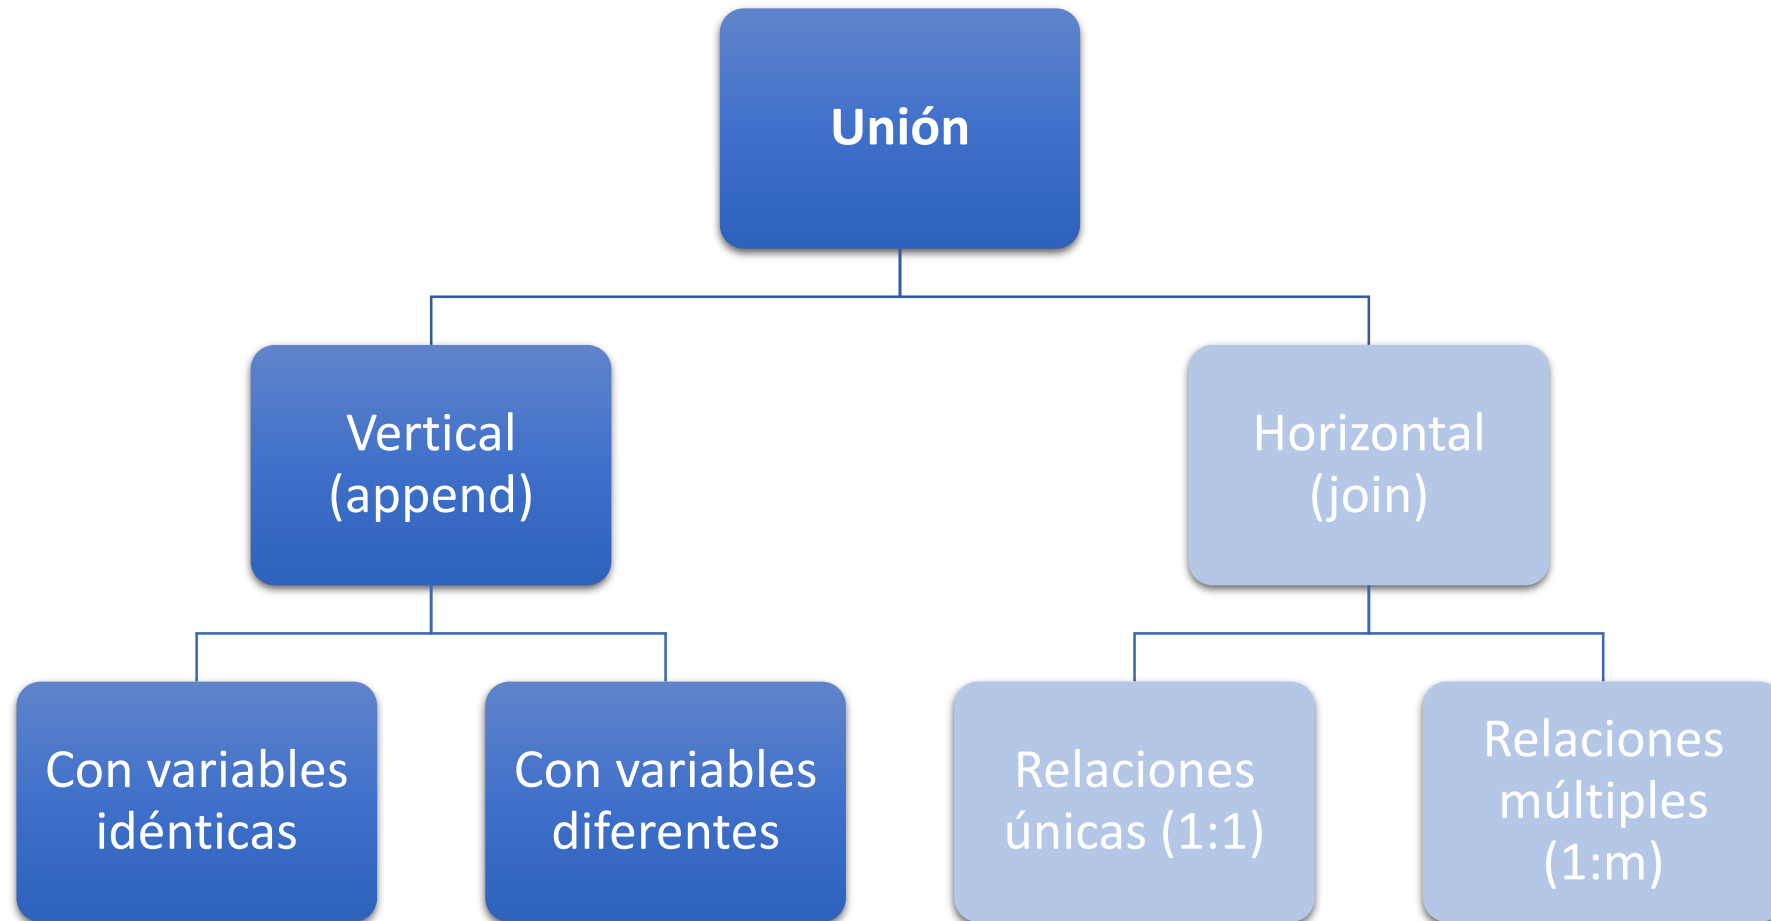 Unión
Vertical
(append)
Horizontal
(join)
Con variables
idénticas
Con variables
diferentes
Relaciones
únicas (1:1)
Relaciones
múltiples
(1:m)